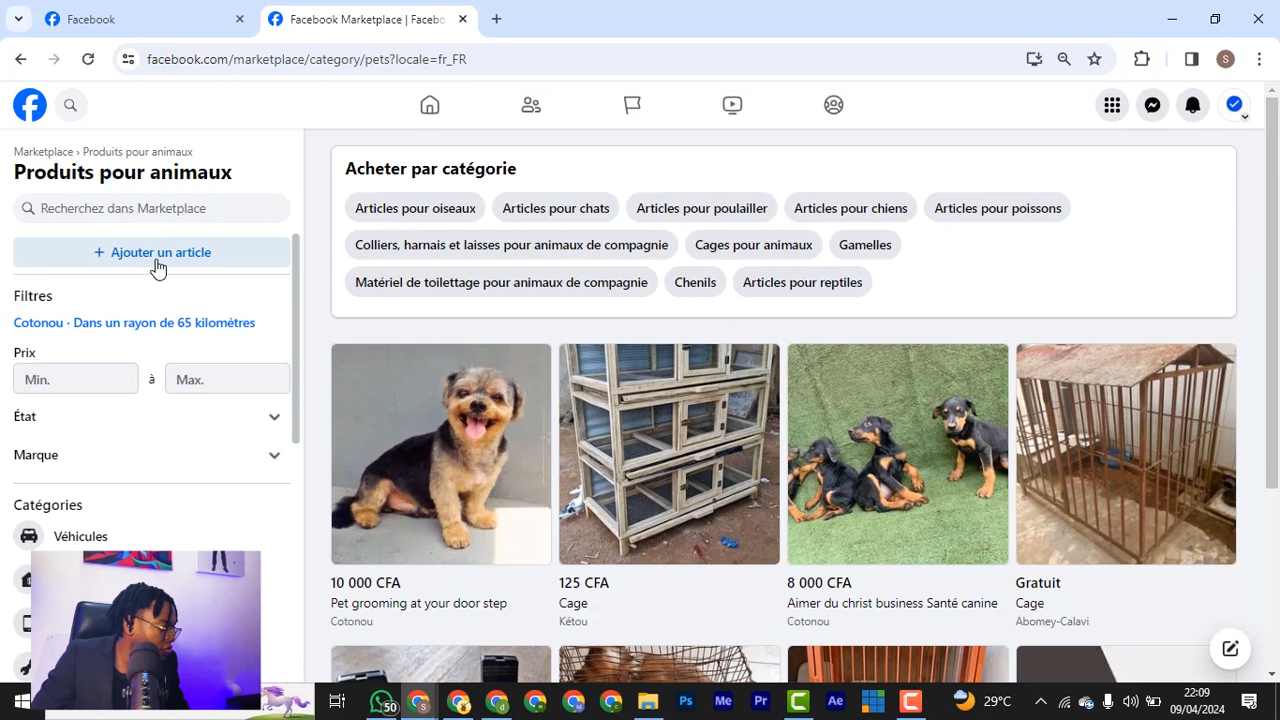 Facebook
Facebook Marketplace | Facebo
facebook.com/marketplace/category/pets?locale=fr_FR
S
Marketplace › Produits pour animaux
Produits pour animaux
Recherchez dans Marketplace
+ Ajouter un article
Filtres
Cotonou · Dans un rayon de 65 kilomètres
Prix
Min.
à
Max.
État
Marque
Catégories
Véhicules
Acheter par catégorie
Articles pour oiseaux
Articles pour chats
Articles pour poulailler
Articles pour chiens
Articles pour poissons
Colliers, harnais et laisses pour animaux de compagnie
Cages pour animaux
Gamelles
Matériel de toilettage pour animaux de compagnie
Chenils
Articles pour reptiles
10 000 CFA
Pet grooming at your door step
Cotonou
125 CFA
Cage
Kétou
8 000 CFA
Aimer du christ business Santé canine
Cotonou
Gratuit
Cage
Abomey-Calavi
50
S
Ps
Me
Pr
C
Ae
C
29°C
22:09
09/04/2024